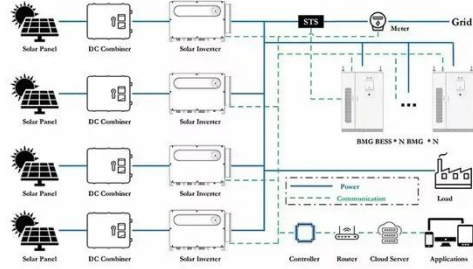 STS
Meter
Grid
Solar Panel DC Combiner Solar Inverter
Solar Panel DC Combiner Solar Inverter
BMG BESS * N BMG * N
Solar Panel DC Combiner Solar Inverter
Power
Communication
Load
Solar Panel DC Combiner Solar Inverter
Controller Router Cloud Server Applications